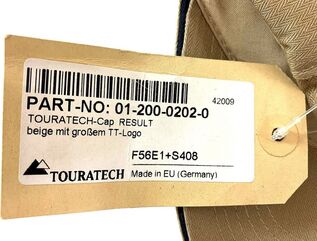 42009
PART-NO: 01-200-0202-0
TOURATECH-Cap RESULT
beige mit großem TT-Logo
F56E1+S408
TOURATECH
Made in EU (Germany)